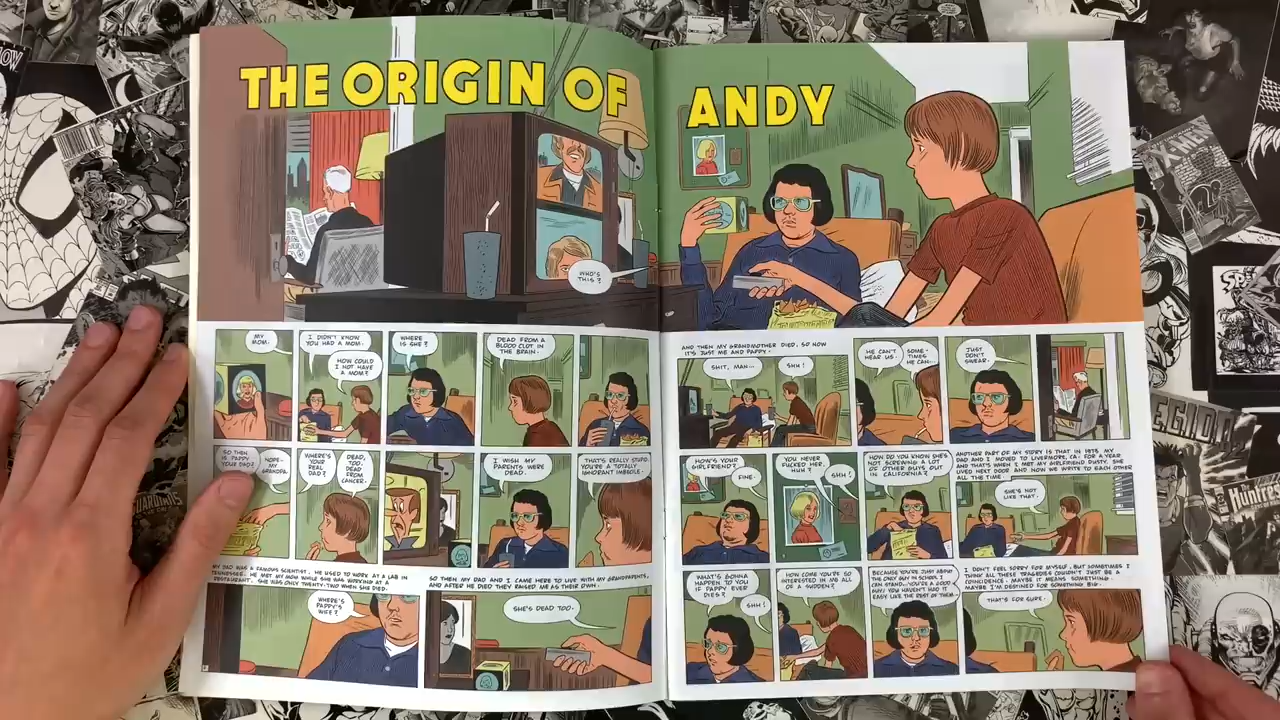 THE ORIGIN OF ANDY
WHO'S
THIS?
MY
MOM.
I DIDN'T KNOW
YOU HAD A MOM.
HOW COULD
I NOT HAVE
A MOM?
WHERE
IS SHE?
DEAD FROM A
BLOOD CLOT IN
THE BRAIN.
SO THEN
IS PAPPY
YOUR DAD?
NOPE-
MY
GRANDPA.
WHERE'S
YOUR
REAL
DAD?
DEAD,
TOO.
DEAD
FROM
CANCER.
I WISH MY
PARENTS WERE
DEAD.
THAT'S REALLY STUPID.
YOU'RE A TOTALLY
IGNORANT IMBECILE.
MY DAD WAS A FAMOUS SCIENTIST. HE USED TO WORK AT A LAB IN
TENNESSEE. HE MET MY MOM WHILE SHE WAS WORKING AT A
RESTAURANT. SHE WAS ONLY TWENTY-TWO WHEN SHE DIED.
WHERE'S
PAPPY'S
WIFE?
SO THEN MY DAD AND I CAME HERE TO LIVE WITH MY GRANDPARENTS,
AND AFTER HE DIED THEY RAISED ME AS THEIR OWN.
SHE'S DEAD TOO.
AND THEN MY GRANDMOTHER DIED, SO NOW
IT'S JUST ME AND PAPPY.
SHIT, MAN...
SHH!
HE CAN'T
HEAR US.
SOME-
TIMES
HE CAN.
JUST
DON'T
SWEAR.
HOW'S YOUR
GIRLFRIEND?
FINE.
YOU NEVER
FUCKED HER,
HUH?
SHH!
HOW DO YOU KNOW SHE'S
NOT SCREWING A LOT
OF OTHER GUYS OUT
IN CALIFORNIA?
ANOTHER PART OF MY STORY IS THAT IN 1975 MY
DAD AND I MOVED TO LIVERMORE, CA. FOR A YEAR
AND THAT'S WHEN I MET MY GIRLFRIEND DUSTY. SHE
LIVED NEXT DOOR AND NOW WE WRITE TO EACH OTHER
ALL THE TIME.
SHE'S NOT
LIKE THAT.
WHAT'S GONNA
HAPPEN TO YOU
IF PAPPY EVER
DIES?
SHH!
HOW COME YOU'RE SO
INTERESTED IN ME ALL
OF A SUDDEN?
BECAUSE YOU'RE JUST ABOUT
THE ONLY GUY IN SCHOOL I
CAN STAND... YOU'RE A GOOD
GUY! YOU HAVEN'T HAD IT
EASY LIKE THE REST OF THEM.
I DON'T FEEL SORRY FOR MYSELF, BUT SOMETIMES I
THINK ALL THESE TRAGEDIES COULDN'T JUST BE A
COINCIDENCE. MAYBE IT MEANS SOMETHING.
MAYBE I'M DESTINED FOR SOMETHING BIG.
THAT'S FOR SURE.
X-MEN
LEGION
Huntress
GUARDIANS